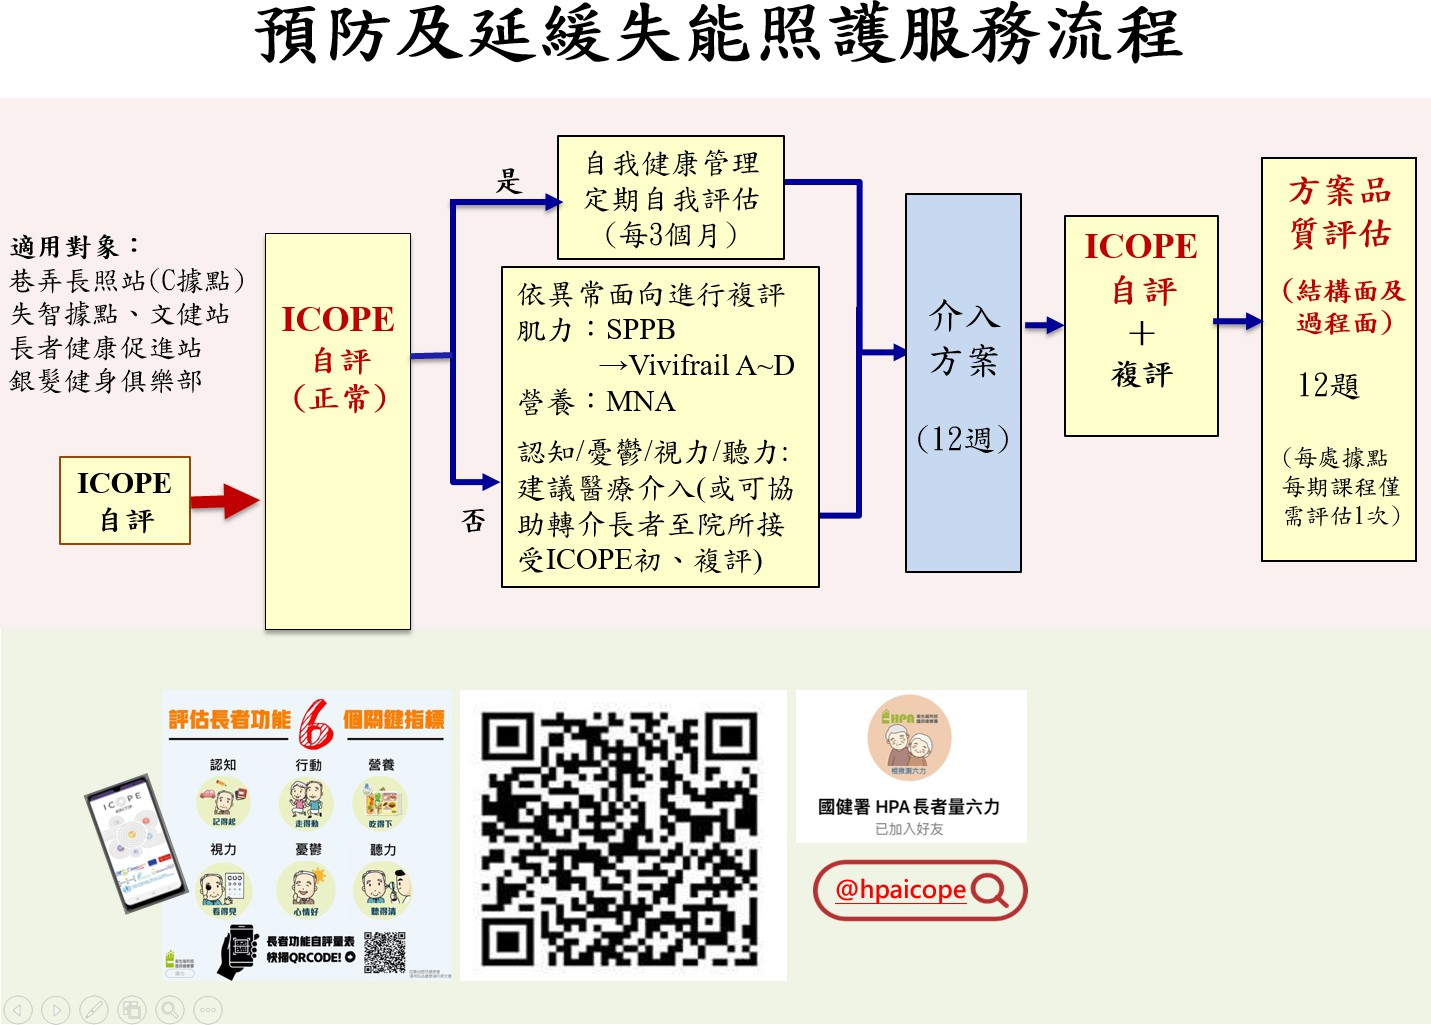 預防及延緩失能照護服務流程
適用對象：
巷弄長照站(C據點)
失智據點、文健站
長者健康促進站
銀髮健身俱樂部
ICOPE
自評
ICOPE
自評
(正常)
是
否
自我健康管理
定期自我評估
(每3個月)
依異常面向進行複評
肌力：SPPB
→Vivifrail A~D
營養：MNA
認知/憂鬱/視力/聽力:
建議醫療介入(或可協
助轉介長者至院所接
受ICOPE初、複評)
介入
方案
(12週)
ICOPE
自評
＋
複評
方案品
質評估
(結構面及
過程面)
12題
(每處據點
每期課程僅
需評估1次)
ICOPE
評估長者功能6個關鍵指標
認知
行動
營養
記得起
走得動
吃得下
視力
憂鬱
聽力
看得見
心情好
聽得清
長者功能自評量表
快掃QRCODE!
HPA
國健署 HPA長者量六力
已加入好友
@hpaicope